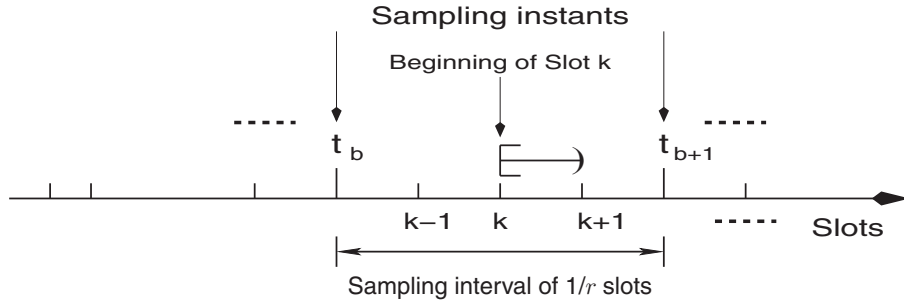 Sampling instants
Beginning of Slot k
t b
t b+1
k−1 k k+1
Slots
Sampling interval of 1/r slots